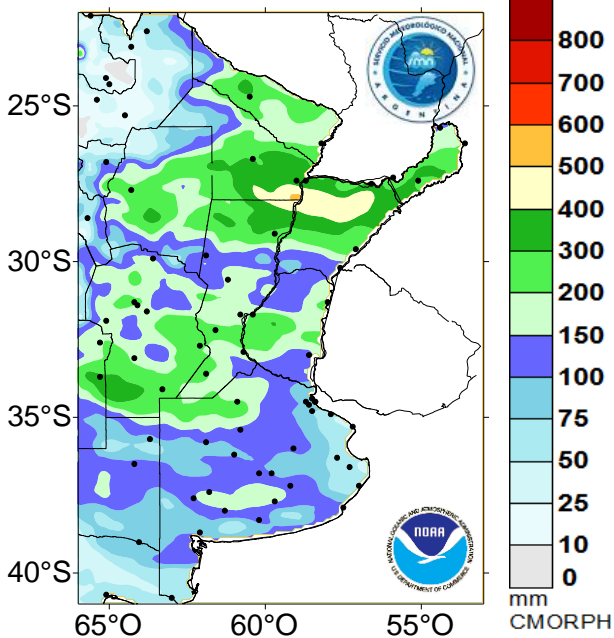 SERVICIO METEOROLÓGICO NACIONAL
smn
ARGENTINA
25°S
30°S
35°S
40°S
65°O
60°O
55°O
800
700
600
500
400
300
200
150
100
75
50
25
10
0
mm
CMORPH
NATIONAL OCEANIC AND ATMOSPHERIC ADMINISTRATION
NOAA
U.S. DEPARTMENT OF COMMERCE